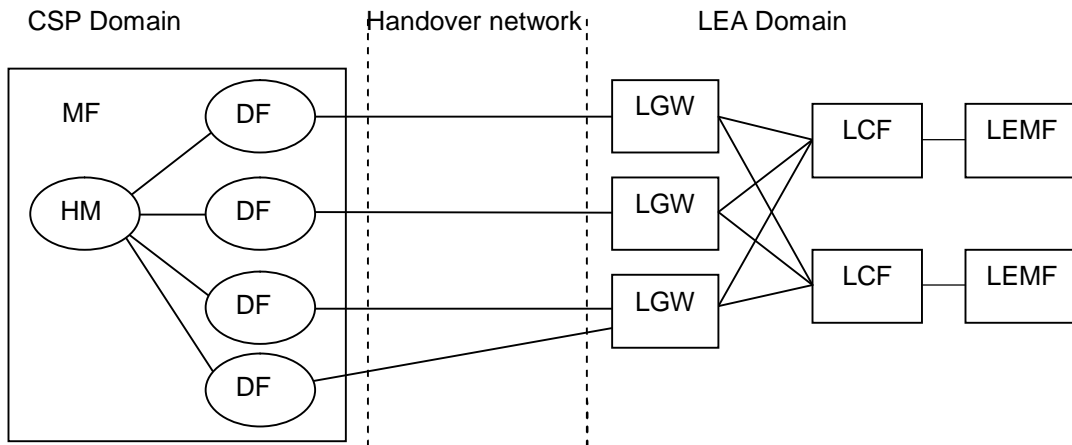 CSP Domain
Handover network
LEA Domain
MF
DF
LGW
LCF
LEMF
HM
DF
LGW
DF
LGW
LCF
LEMF
DF